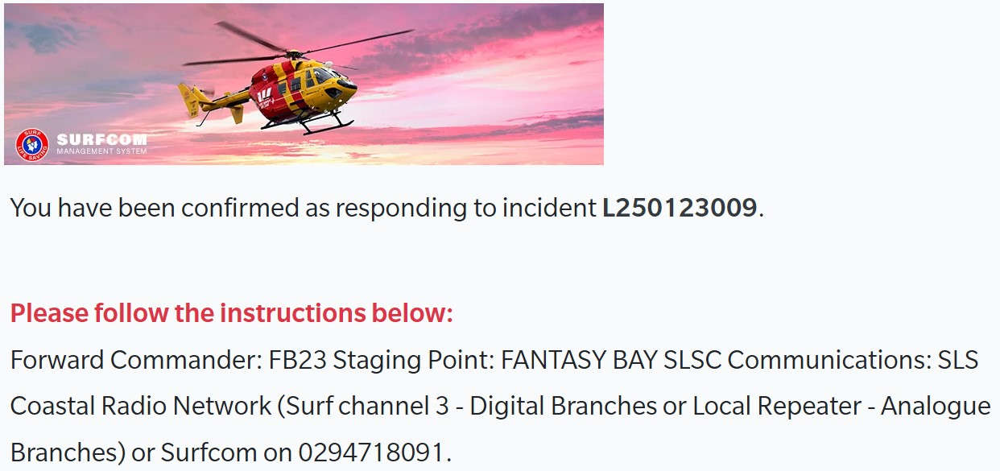 SURF
LIFE SAVING
SURFCOM
MANAGEMENT SYSTEM
You have been confirmed as responding to incident L250123009.
Please follow the instructions below:
Forward Commander: FB23 Staging Point: FANTASY BAY SLSC Communications: SLS
Coastal Radio Network (Surf channel 3 - Digital Branches or Local Repeater - Analogue
Branches) or Surfcom on 0294718091.